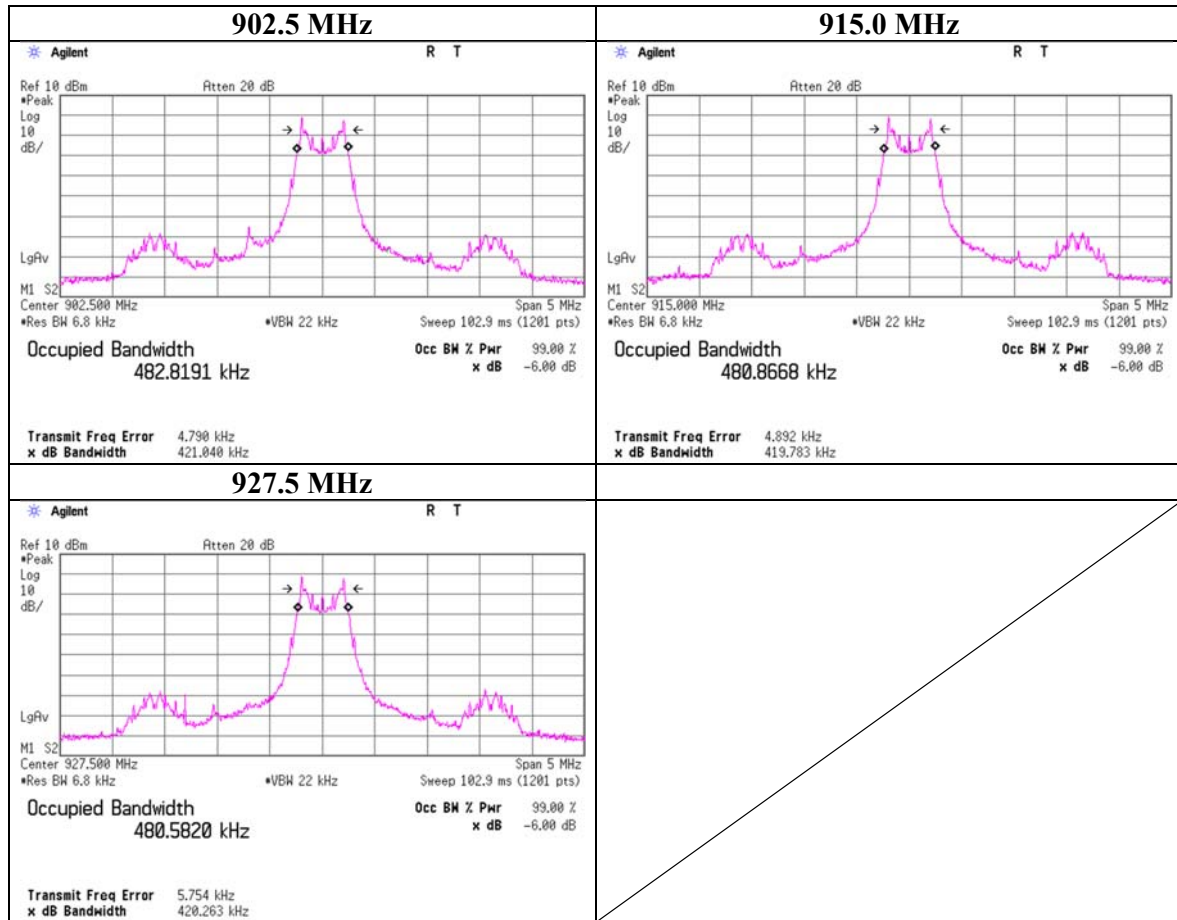 902.5 MHz
Agilent R T
Ref 10 dBm Atten 20 dB
*Peak
Log
10
dB/
LgAv
M1 S2
Center 902.500 MHz Span 5 MHz
*Res BW 6.8 kHz *VBW 22 kHz Sweep 102.9 ms (1201 pts)
Occupied Bandwidth Occ BW % Pwr 99.00 %
482.8191 kHz x dB -6.00 dB
Transmit Freq Error 4.790 kHz
x dB Bandwidth 421.040 kHz
915.0 MHz
Agilent R T
Ref 10 dBm Atten 20 dB
*Peak
Log
10
dB/
LgAv
M1 S2
Center 915.000 MHz Span 5 MHz
*Res BW 6.8 kHz *VBW 22 kHz Sweep 102.9 ms (1201 pts)
Occupied Bandwidth Occ BW % Pwr 99.00 %
480.8668 kHz x dB -6.00 dB
Transmit Freq Error 4.892 kHz
x dB Bandwidth 419.783 kHz
927.5 MHz
Agilent R T
Ref 10 dBm Atten 20 dB
*Peak
Log
10
dB/
LgAv
M1 S2
Center 927.500 MHz Span 5 MHz
*Res BW 6.8 kHz *VBW 22 kHz Sweep 102.9 ms (1201 pts)
Occupied Bandwidth Occ BW % Pwr 99.00 %
480.5820 kHz x dB -6.00 dB
Transmit Freq Error 5.754 kHz
x dB Bandwidth 420.263 kHz